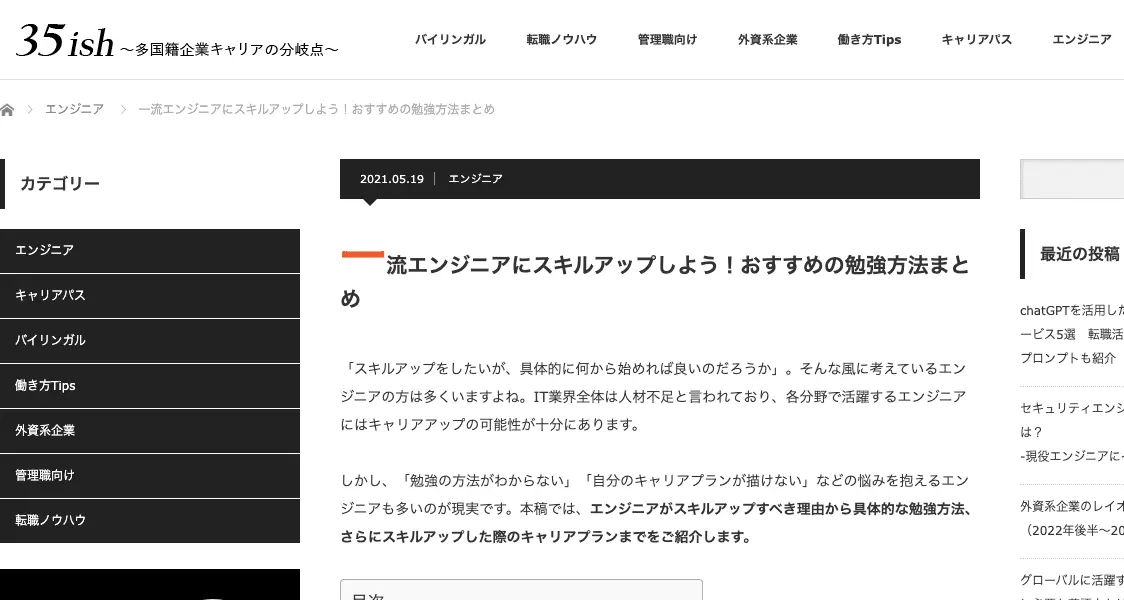 35 ish ～多国籍企業キャリアの分岐点～
バイリンガル 転職ノウハウ 管理職向け 外資系企業 働き方Tips キャリアパス エンジニア
エンジニア 一流エンジニアにスキルアップしよう！おすすめの勉強方法まとめ
カテゴリー
エンジニア
キャリアパス
バイリンガル
働き方Tips
外資系企業
管理職向け
転職ノウハウ
2021.05.19 エンジニア
一流エンジニアにスキルアップしよう！おすすめの勉強方法まと
め
「スキルアップをしたいが、具体的に何から始めれば良いのだろうか」。そんな風に考えているエン
ジニアの方は多くいますよね。IT業界全体は人材不足と言われており、各分野で活躍するエンジニア
にはキャリアアップの可能性が十分にあります。
しかし、「勉強の方法がわからない」「自分のキャリアプランが描けない」などの悩みを抱えるエン
ジニアも多いのが現実です。本稿では、エンジニアがスキルアップすべき理由から具体的な勉強方法、
さらにスキルアップした際のキャリアプランまでをご紹介します。
目次
最近の投稿
chatGPTを活用した
ービス5選　転職活
プロンプトも紹介
セキュリティエンジ
は？
-現役エンジニアに
外資系企業のレイオ
（2022年後半～20
グローバルに活躍す